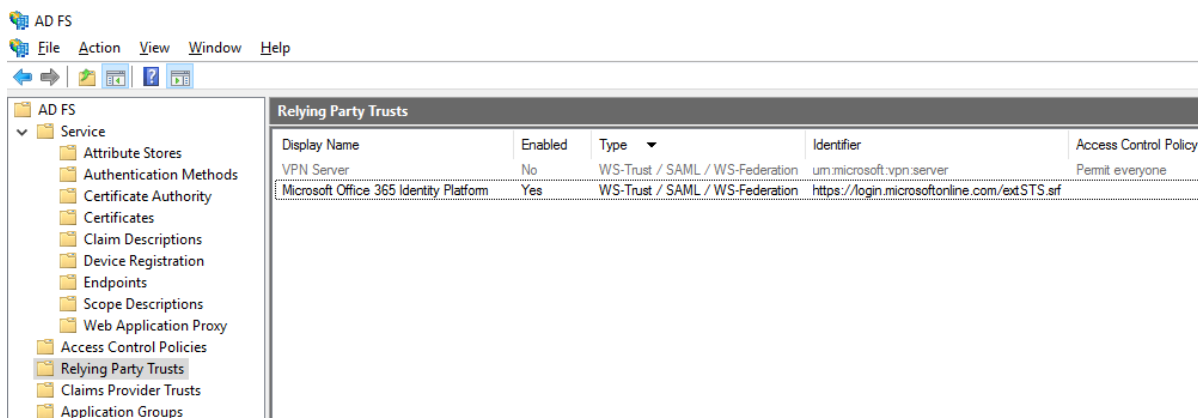 AD FS
File Action View Window Help
AD FS
Service
Attribute Stores
Authentication Methods
Certificate Authority
Certificates
Claim Descriptions
Device Registration
Endpoints
Scope Descriptions
Web Application Proxy
Access Control Policies
Relying Party Trusts
Claims Provider Trusts
Application Groups
Relying Party Trusts
Display Name Enabled Type Identifier Access Control Policy
VPN Server No WS-Trust / SAML / WS-Federation urn:microsoft:vpn:server Permit everyone
Microsoft Office 365 Identity Platform Yes WS-Trust / SAML / WS-Federation https://login.microsoftonline.com/extSTS.srf